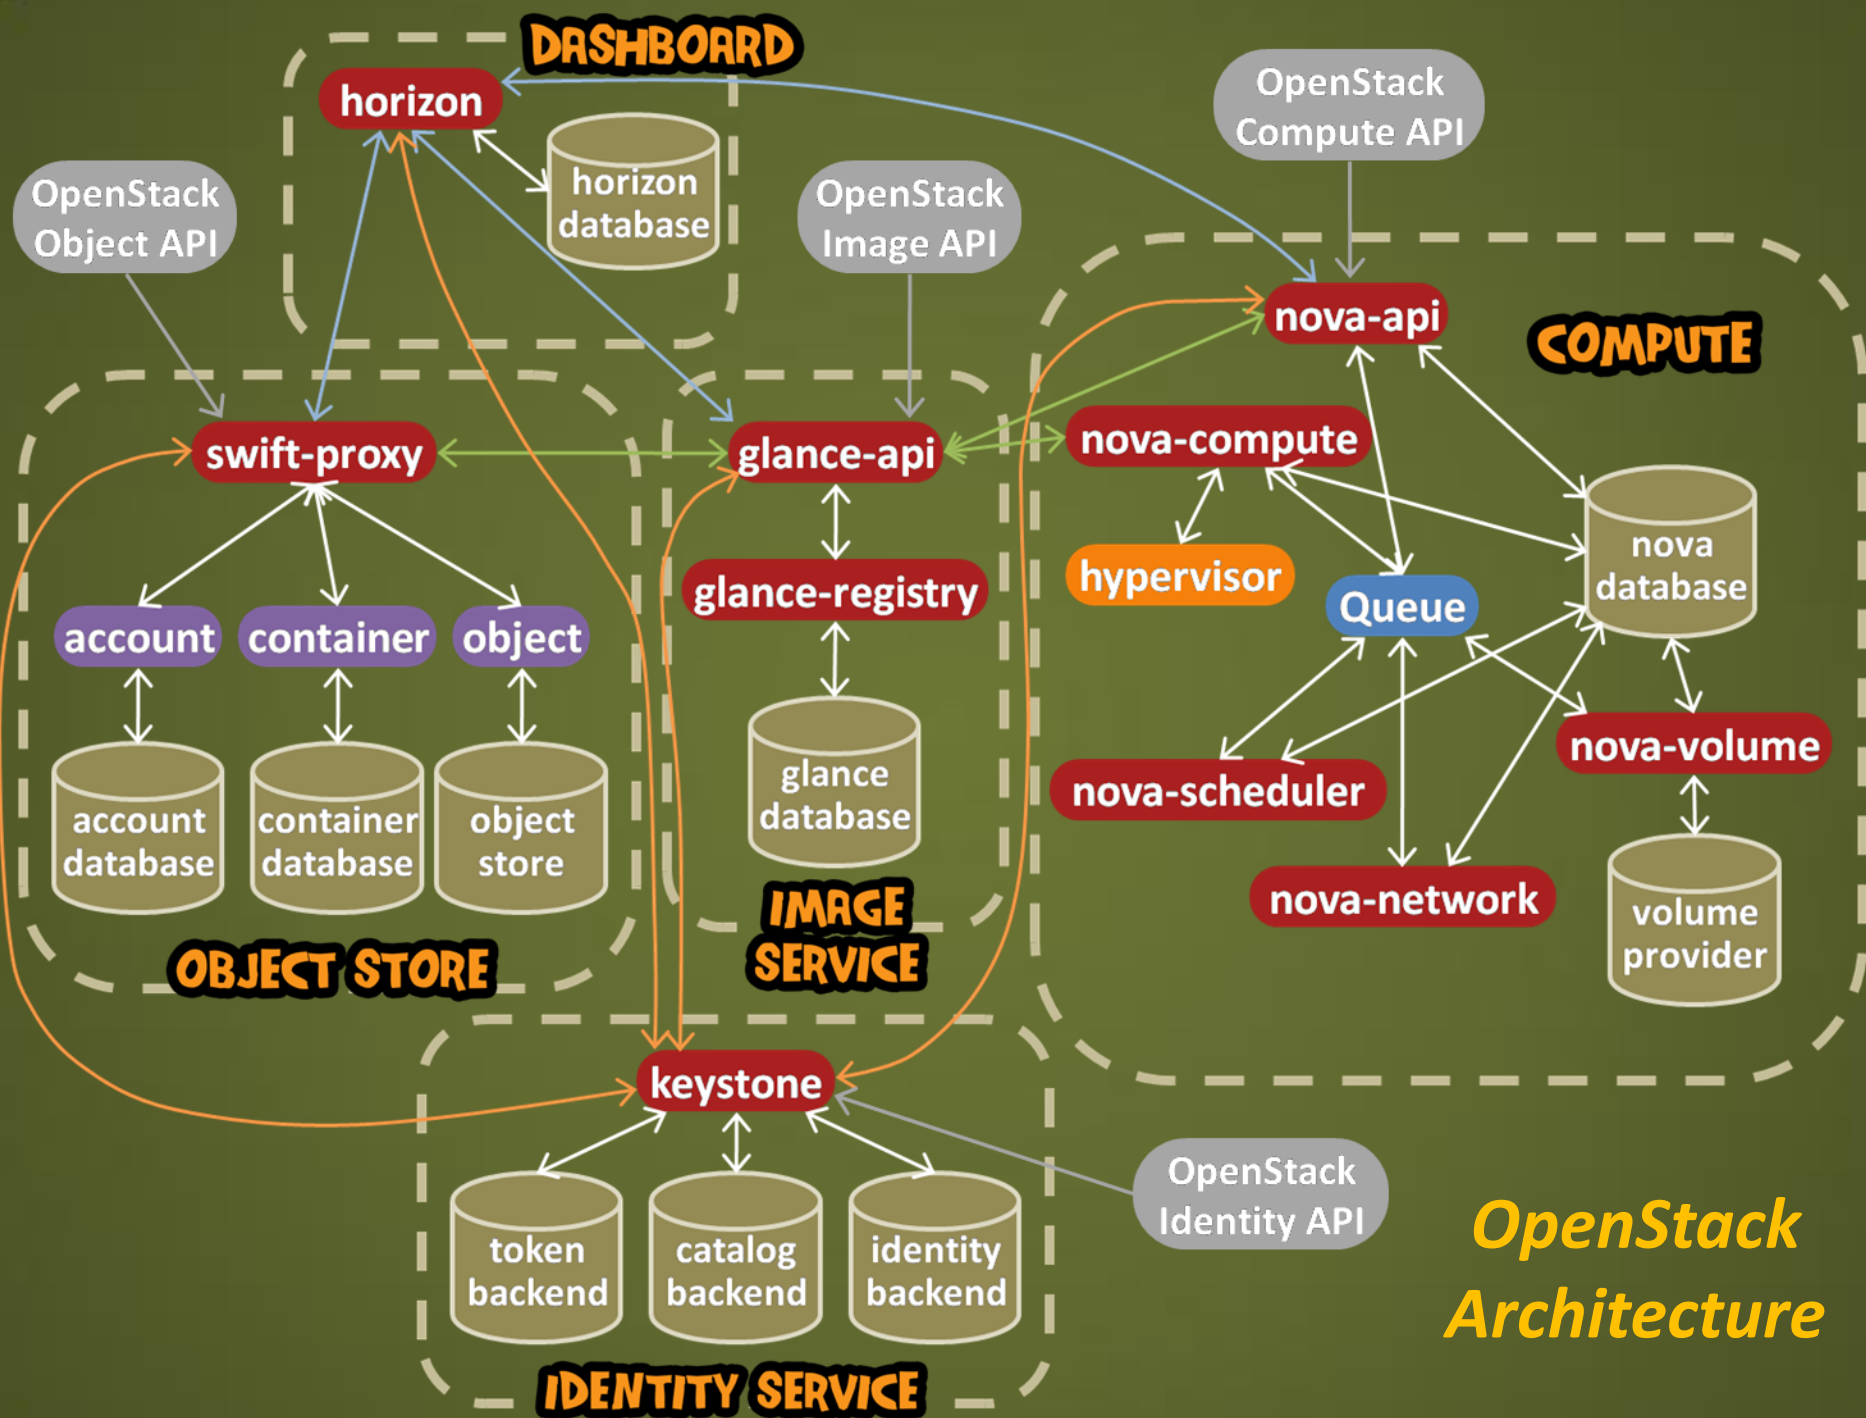 DASHBOARD
horizon
horizon
database
OpenStack
Object API
OpenStack
Image API
OpenStack
Compute API
nova-api
COMPUTE
swift-proxy
glance-api
nova-compute
hypervisor
Queue
nova
database
glance-registry
account
container
object
account
database
container
database
object
store
glance
database
nova-scheduler
nova-volume
nova-network
volume
provider
OBJECT STORE
IMAGE
SERVICE
keystone
OpenStack
Identity API
token
backend
catalog
backend
identity
backend
IDENTITY SERVICE
OpenStack
Architecture